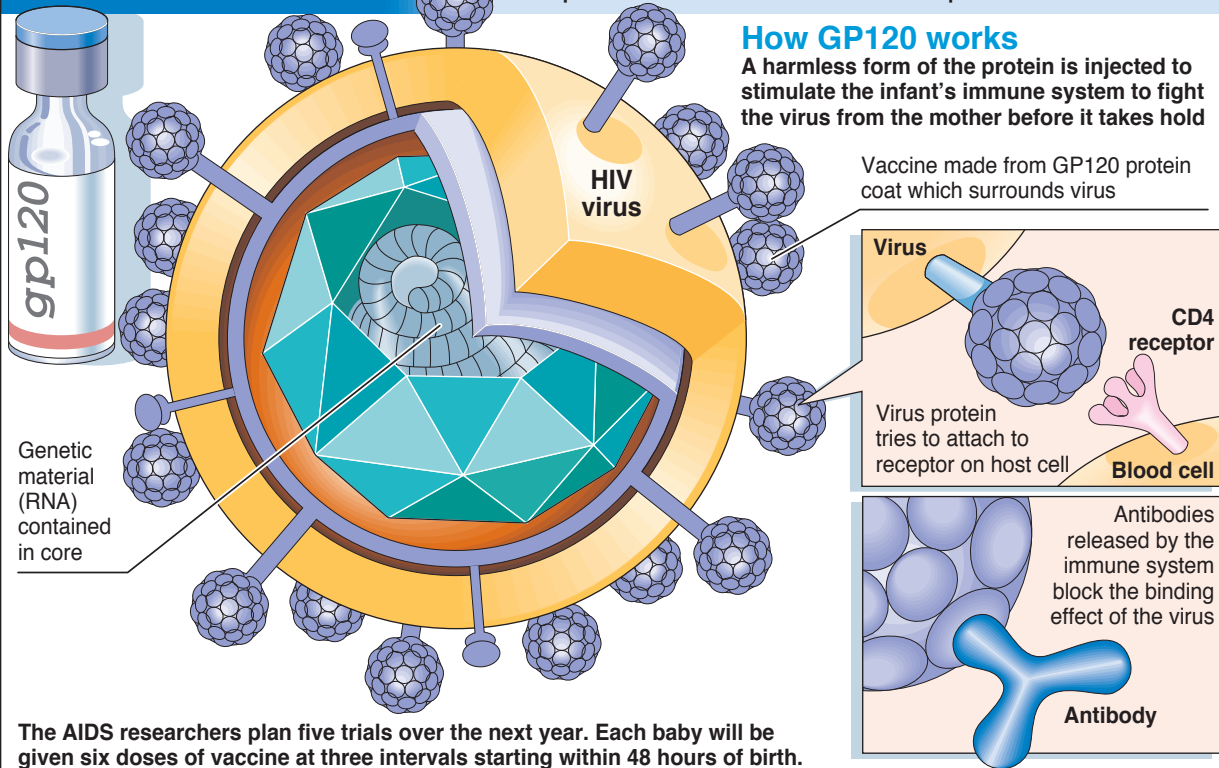 gp120
How GP120 works
A harmless form of the protein is injected to
stimulate the infant’s immune system to fight
the virus from the mother before it takes hold
HIV
virus
Vaccine made from GP120 protein
coat which surrounds virus
Virus
CD4
receptor
Virus protein
tries to attach to
receptor on host cell
Blood cell
Genetic
material
(RNA)
contained
in core
Antibodies
released by the
immune system
block the binding
effect of the virus
Antibody
The AIDS researchers plan five trials over the next year. Each baby will be
given six doses of vaccine at three intervals starting within 48 hours of birth.